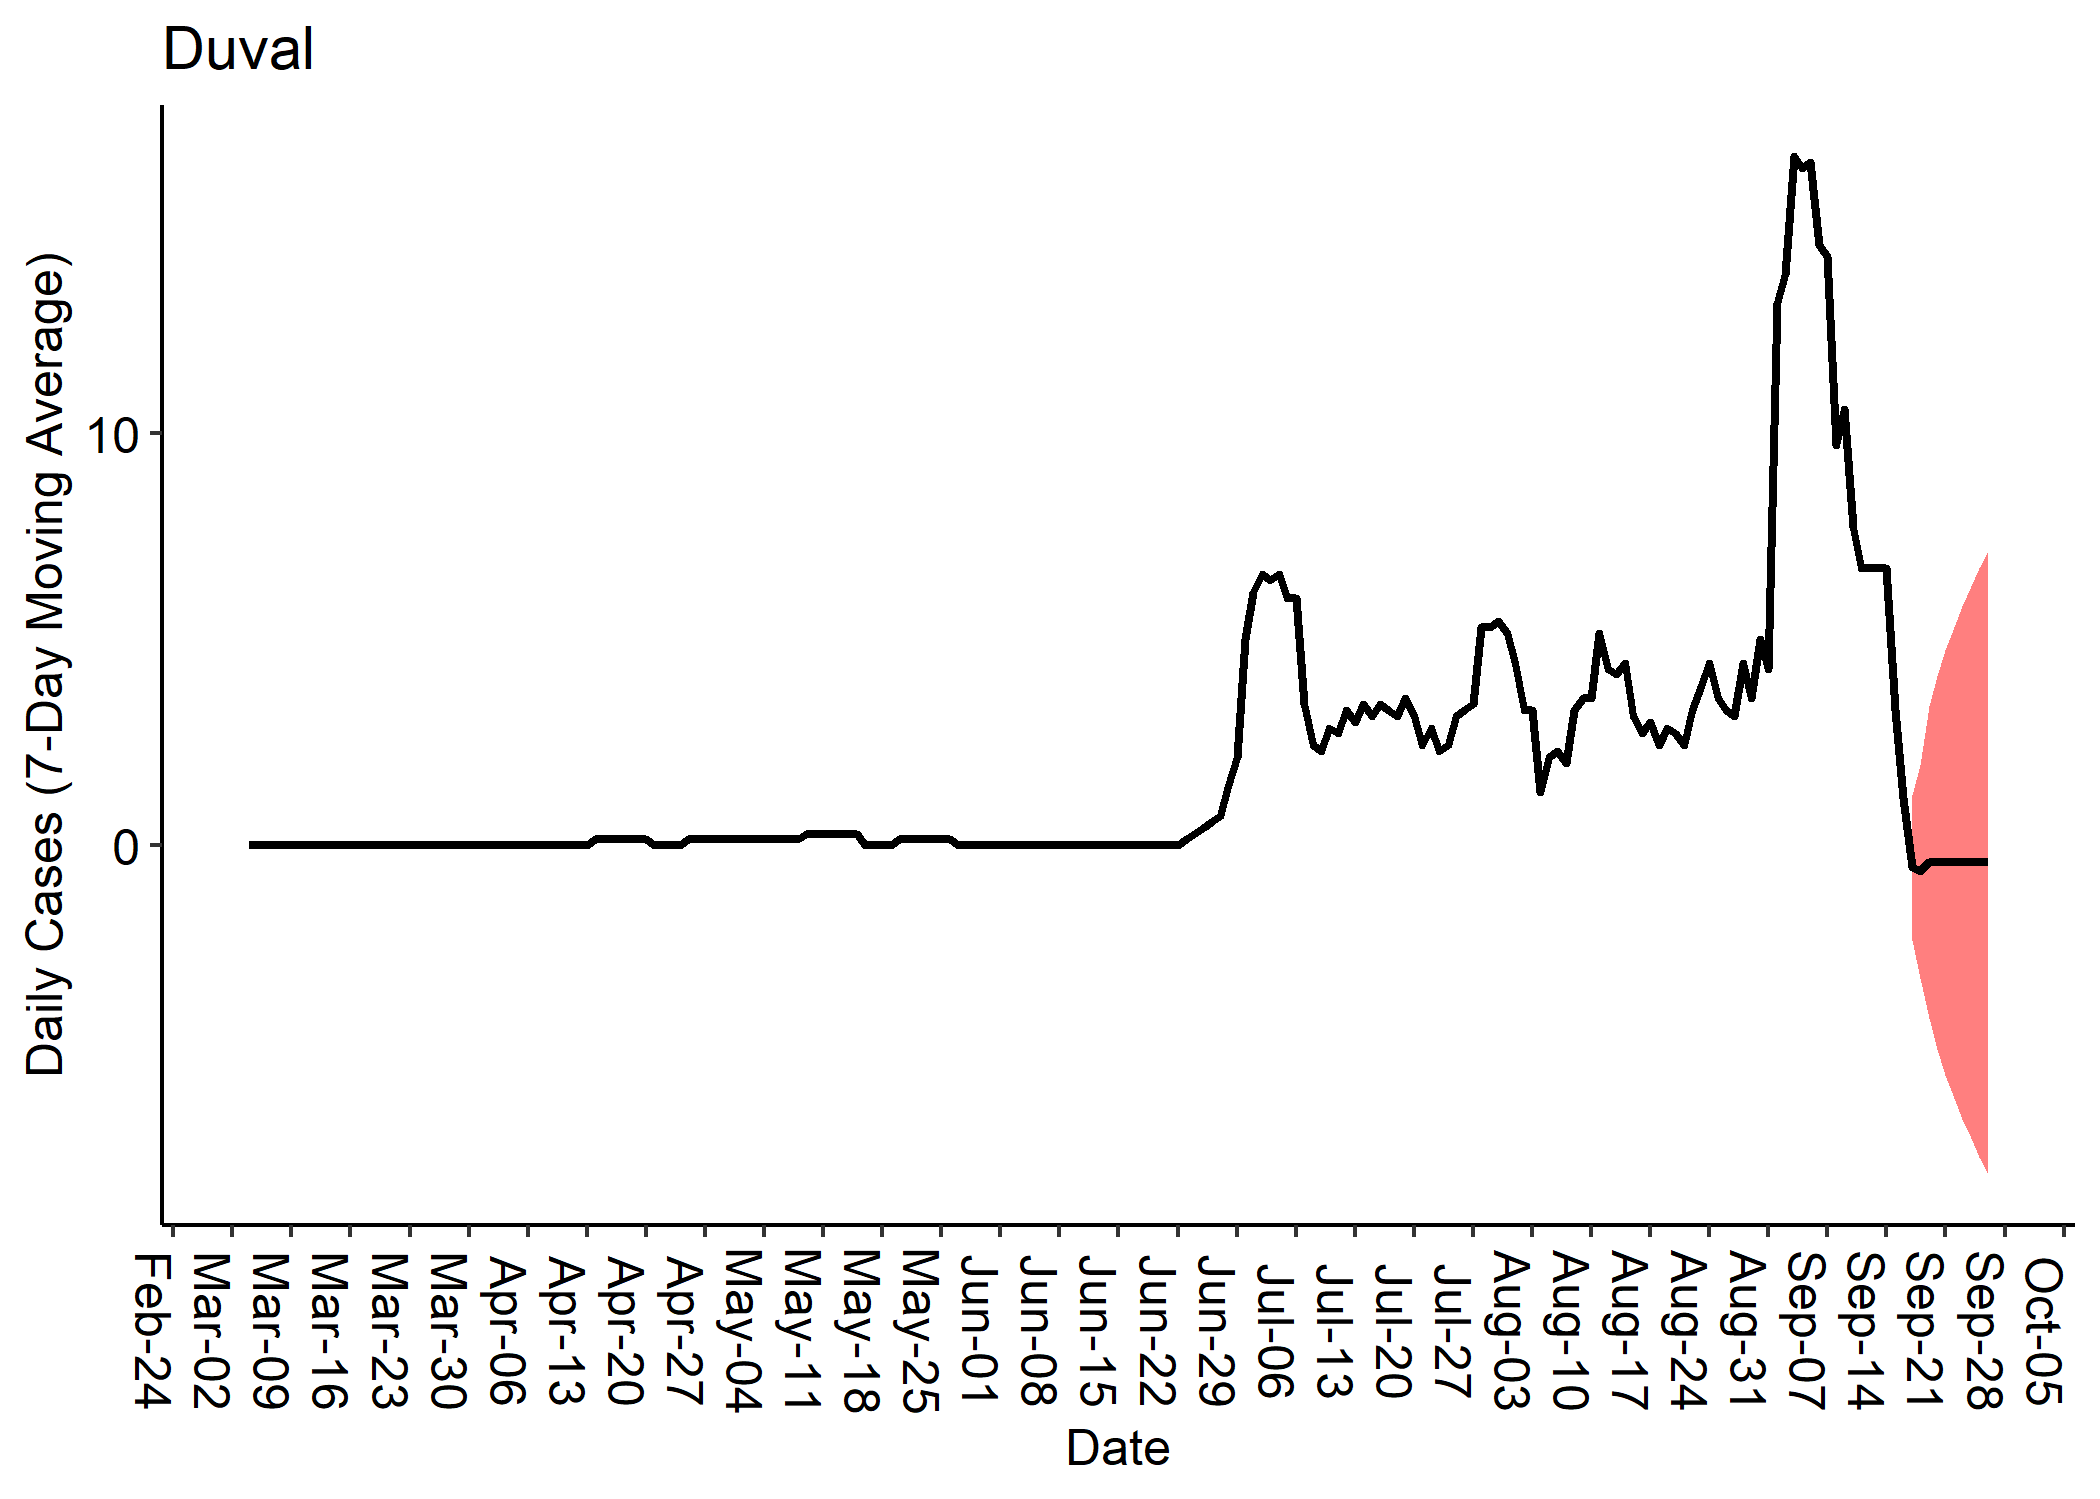 Duval
Daily Cases (7-Day Moving Average)
10
0
Feb-24
Mar-02
Mar-09
Mar-16
Mar-23
Mar-30
Apr-06
Apr-13
Apr-20
Apr-27
May-04
May-11
May-18
May-25
Jun-01
Jun-08
Jun-15
Jun-22
Jun-29
Jul-06
Jul-13
Jul-20
Jul-27
Aug-03
Aug-10
Aug-17
Aug-24
Aug-31
Sep-07
Sep-14
Sep-21
Sep-28
Oct-05
Date